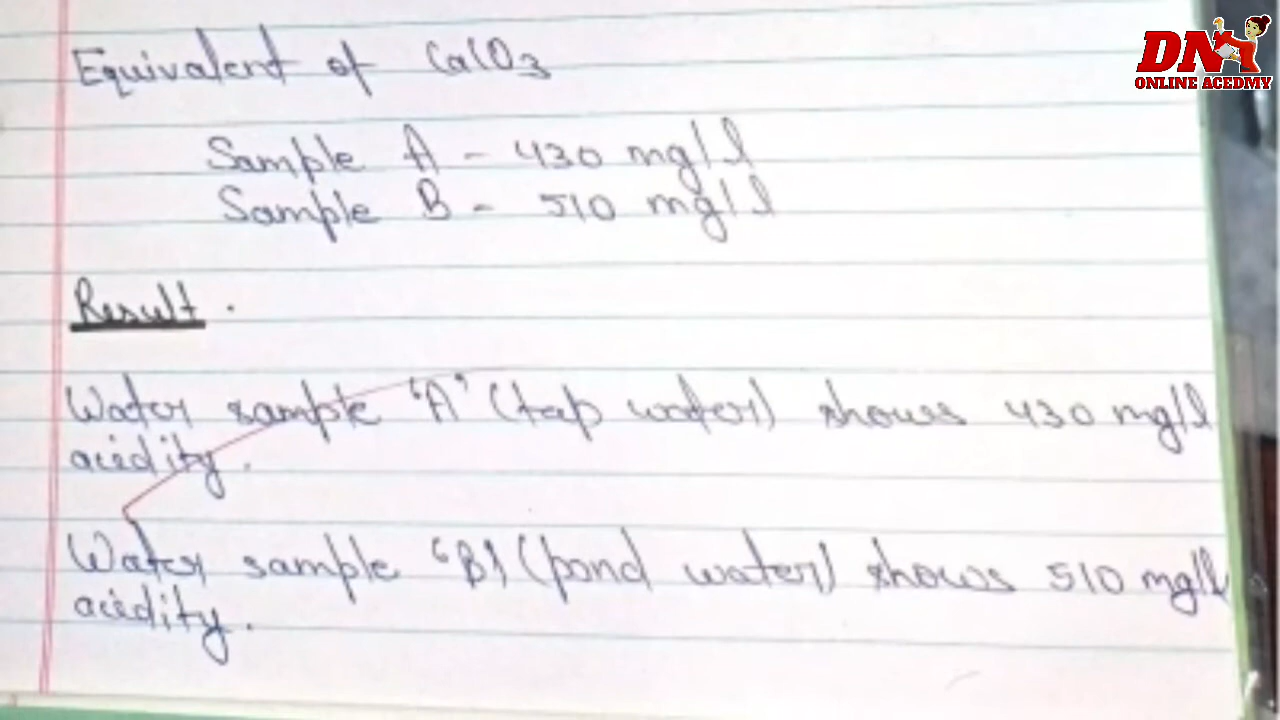 DN
ONLINE ACEDMY
Equivalent of CaCO3
Sample A - 430 mg/l
Sample B - 510 mg/l
Result.
Water sample 'A' (tap water) shows 430 mg/l
acidity.
Water sample 'B' (pond water) shows 510 mg/l
acidity.